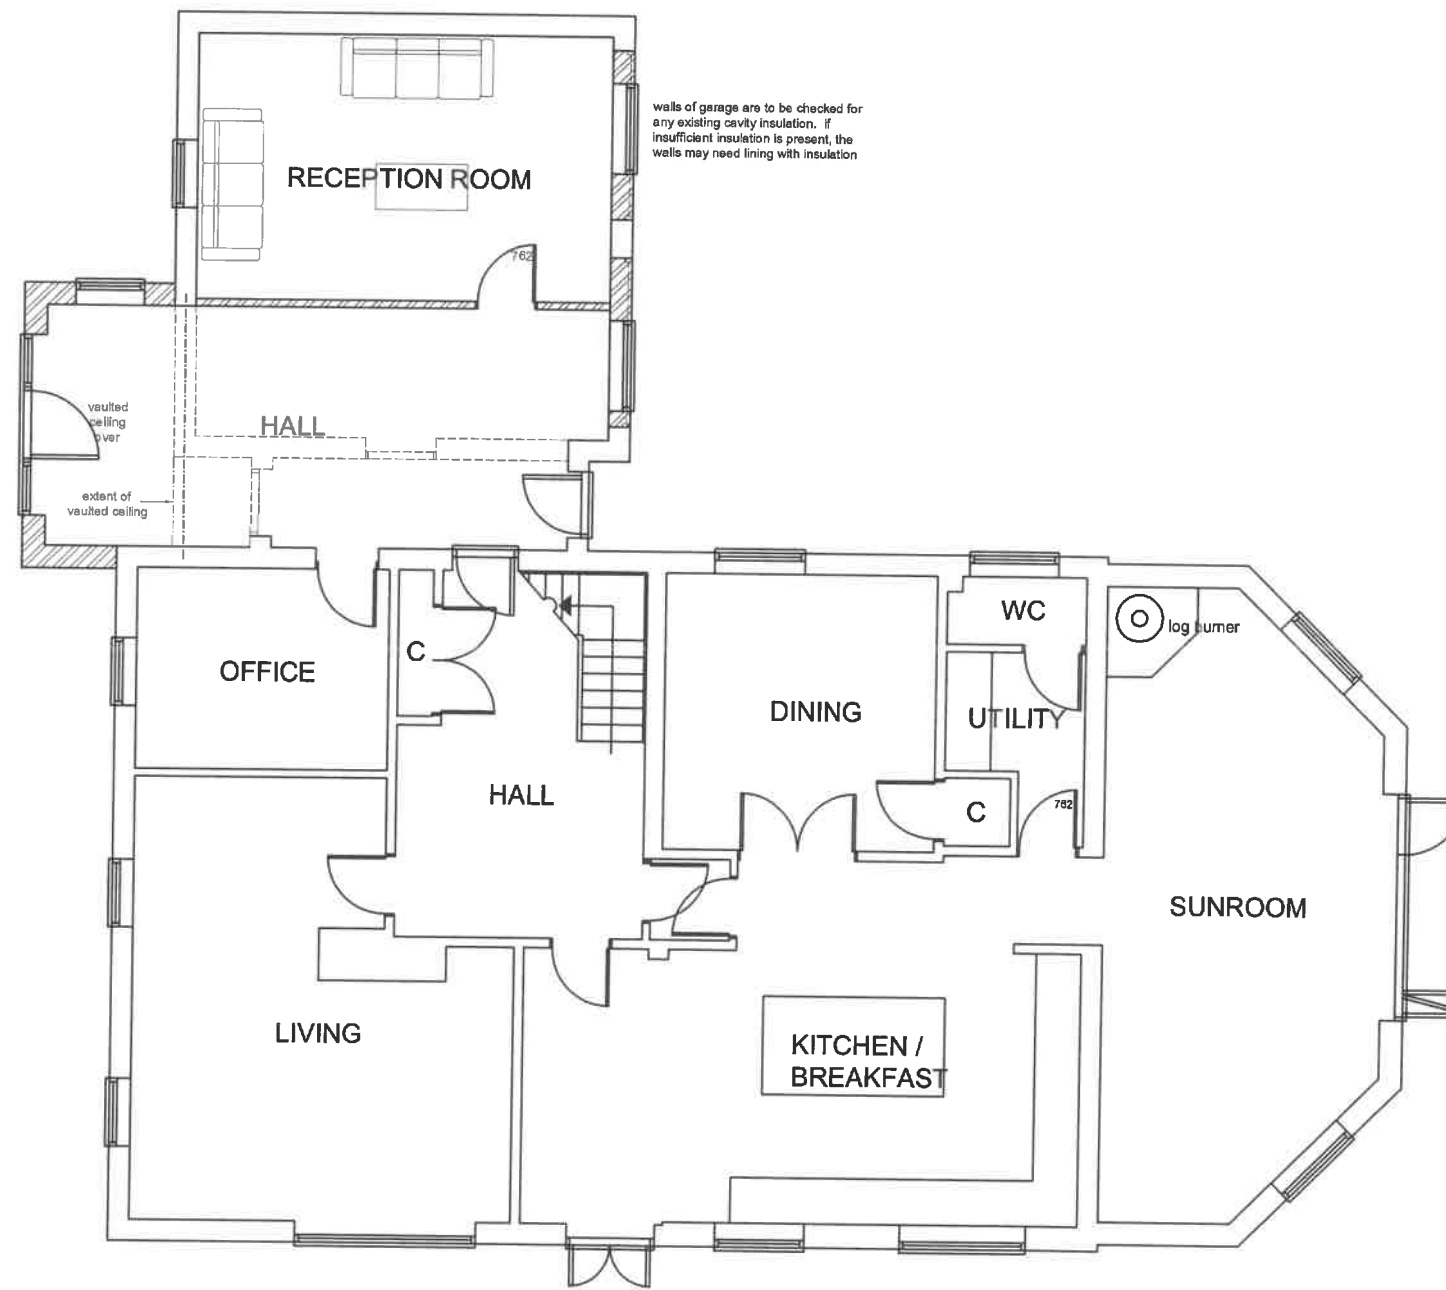 walls of garage are to be checked for
any existing cavity insulation. if
insufficient insulation is present, the
walls may need lining with insulation
RECEPTION ROOM
762
vaulted
ceiling
over
HALL
extent of
vaulted ceiling
WC
log burner
C
OFFICE
DINING
UTILITY
HALL
C
762
SUNROOM
LIVING
KITCHEN /
BREAKFAST